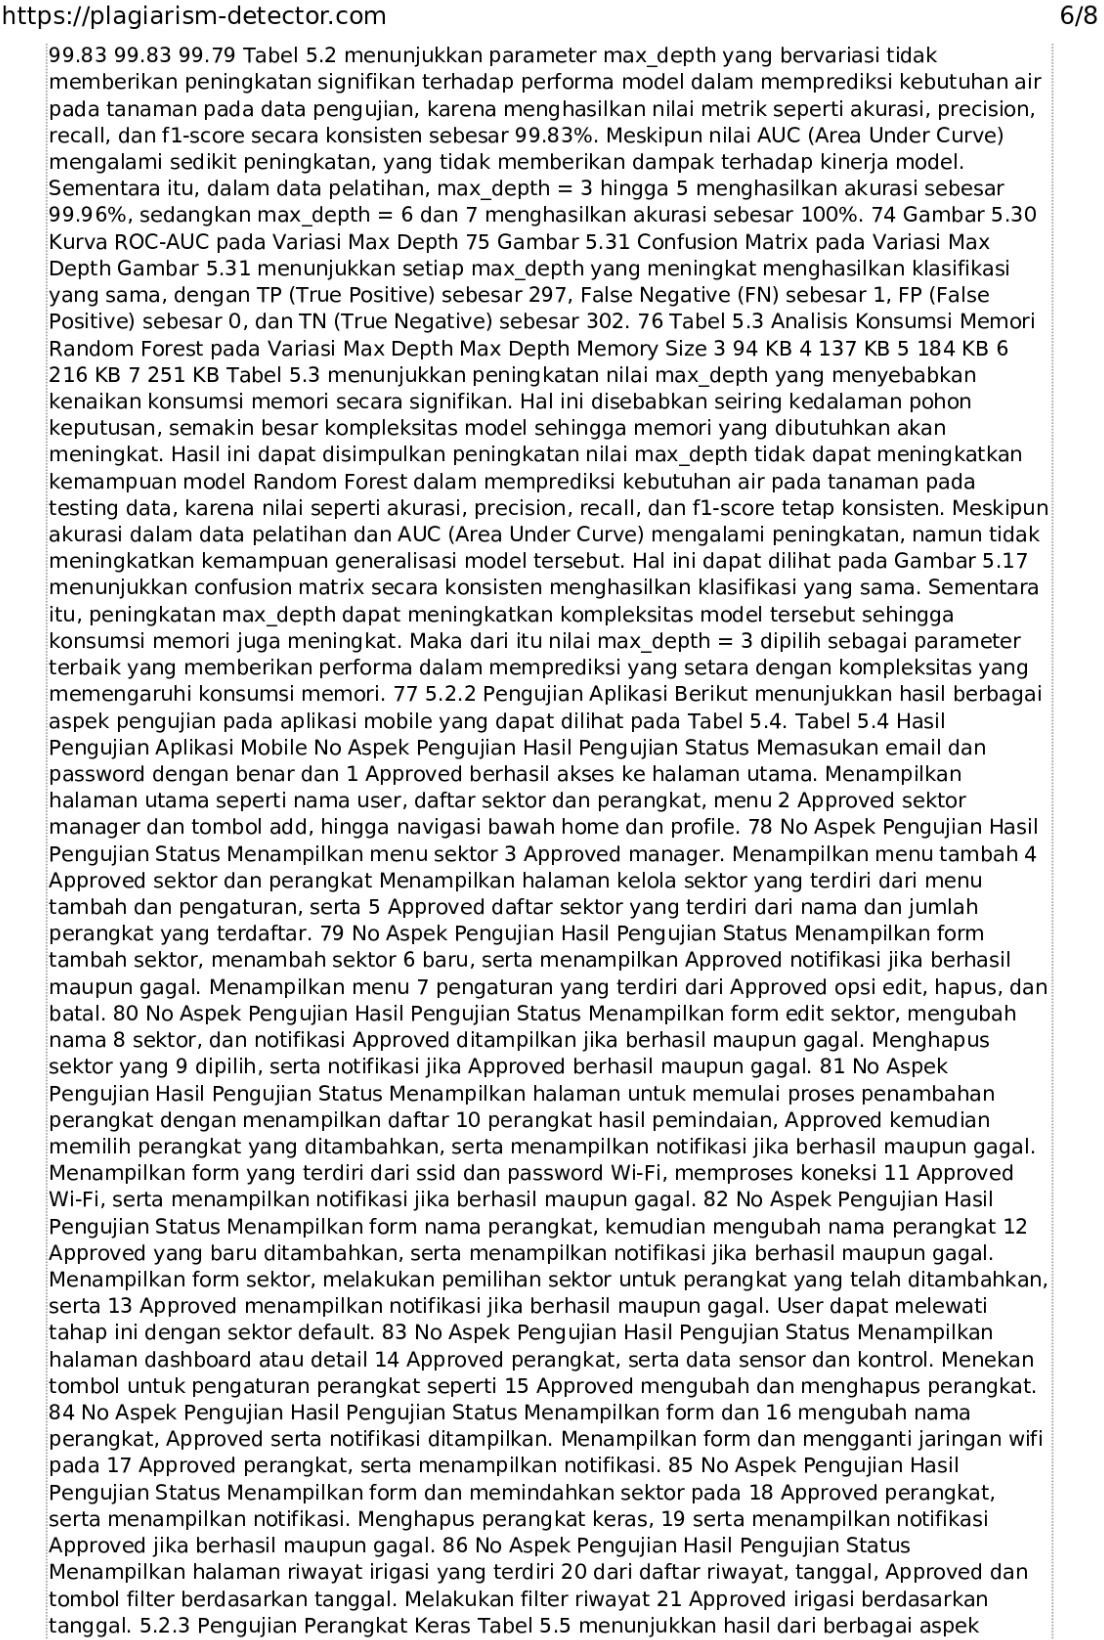 https://plagiarism-detector.com 6/8
99.83 99.83 99.79 Tabel 5.2 menunjukkan parameter max_depth yang bervariasi tidak
memberikan peningkatan signifikan terhadap performa model dalam memprediksi kebutuhan air
pada tanaman pada data pengujian, karena menghasilkan nilai metrik seperti akurasi, precision,
recall, dan f1-score secara konsisten sebesar 99.83%. Meskipun nilai AUC (Area Under Curve)
mengalami sedikit peningkatan, yang tidak memberikan dampak terhadap kinerja model.
Sementara itu, dalam data pelatihan, max_depth = 3 hingga 5 menghasilkan akurasi sebesar
99.96%, sedangkan max_depth = 6 dan 7 menghasilkan akurasi sebesar 100%. 74 Gambar 5.30
Kurva ROC-AUC pada Variasi Max Depth 75 Gambar 5.31 Confusion Matrix pada Variasi Max
Depth Gambar 5.31 menunjukkan setiap max_depth yang meningkat menghasilkan klasifikasi
yang sama, dengan TP (True Positive) sebesar 297, False Negative (FN) sebesar 1, FP (False
Positive) sebesar 0, dan TN (True Negative) sebesar 302. 76 Tabel 5.3 Analisis Konsumsi Memori
Random Forest pada Variasi Max Depth Max Depth Memory Size 3 94 KB 4 137 KB 5 184 KB 6
216 KB 7 251 KB Tabel 5.3 menunjukkan peningkatan nilai max_depth yang menyebabkan
kenaikan konsumsi memori secara signifikan. Hal ini disebabkan seiring kedalaman pohon
keputusan, semakin besar kompleksitas model sehingga memori yang dibutuhkan akan
meningkat. Hasil ini dapat disimpulkan peningkatan nilai max_depth tidak dapat meningkatkan
kemampuan model Random Forest dalam memprediksi kebutuhan air pada tanaman pada
testing data, karena nilai seperti akurasi, precision, recall, dan f1-score tetap konsisten. Meskipun
akurasi dalam data pelatihan dan AUC (Area Under Curve) mengalami peningkatan, namun tidak
meningkatkan kemampuan generalisasi model tersebut. Hal ini dapat dilihat pada Gambar 5.17
menunjukkan confusion matrix secara konsisten menghasilkan klasifikasi yang sama. Sementara
itu, peningkatan max_depth dapat meningkatkan kompleksitas model tersebut sehingga
konsumsi memori juga meningkat. Maka dari itu nilai max_depth = 3 dipilih sebagai parameter
terbaik yang memberikan performa dalam memprediksi yang setara dengan kompleksitas yang
memengaruhi konsumsi memori. 77 5.2.2 Pengujian Aplikasi Berikut menunjukkan hasil berbagai
aspek pengujian pada aplikasi mobile yang dapat dilihat pada Tabel 5.4. Tabel 5.4 Hasil
Pengujian Aplikasi Mobile No Aspek Pengujian Hasil Pengujian Status Memasukan email dan
password dengan benar dan 1 Approved berhasil akses ke halaman utama. Menampilkan
halaman utama seperti nama user, daftar sektor dan perangkat, menu 2 Approved sektor
manager dan tombol add, hingga navigasi bawah home dan profile. 78 No Aspek Pengujian Hasil
Pengujian Status Menampilkan menu sektor 3 Approved manager. Menampilkan menu tambah 4
Approved sektor dan perangkat Menampilkan halaman kelola sektor yang terdiri dari menu
tambah dan pengaturan, serta 5 Approved daftar sektor yang terdiri dari nama dan jumlah
perangkat yang terdaftar. 79 No Aspek Pengujian Hasil Pengujian Status Menampilkan form
tambah sektor, menambah sektor 6 baru, serta menampilkan Approved notifikasi jika berhasil
maupun gagal. Menampilkan menu 7 pengaturan yang terdiri dari Approved opsi edit, hapus, dan
batal. 80 No Aspek Pengujian Hasil Pengujian Status Menampilkan form edit sektor, mengubah
nama 8 sektor, dan notifikasi Approved ditampilkan jika berhasil maupun gagal. Menghapus
sektor yang 9 dipilih, serta notifikasi jika Approved berhasil maupun gagal. 81 No Aspek
Pengujian Hasil Pengujian Status Menampilkan halaman untuk memulai proses penambahan
perangkat dengan menampilkan daftar 10 perangkat hasil pemindaian, Approved kemudian
memilih perangkat yang ditambahkan, serta menampilkan notifikasi jika berhasil maupun gagal.
Menampilkan form yang terdiri dari ssid dan password Wi-Fi, memproses koneksi 11 Approved
Wi-Fi, serta menampilkan notifikasi jika berhasil maupun gagal. 82 No Aspek Pengujian Hasil
Pengujian Status Menampilkan form nama perangkat, kemudian mengubah nama perangkat 12
Approved yang baru ditambahkan, serta menampilkan notifikasi jika berhasil maupun gagal.
Menampilkan form sektor, melakukan pemilihan sektor untuk perangkat yang telah ditambahkan,
serta 13 Approved menampilkan notifikasi jika berhasil maupun gagal. User dapat melewati
tahap ini dengan sektor default. 83 No Aspek Pengujian Hasil Pengujian Status Menampilkan
halaman dashboard atau detail 14 Approved perangkat, serta data sensor dan kontrol. Menekan
tombol untuk pengaturan perangkat seperti 15 Approved mengubah dan menghapus perangkat.
84 No Aspek Pengujian Hasil Pengujian Status Menampilkan form dan 16 mengubah nama
perangkat, Approved serta notifikasi ditampilkan. Menampilkan form dan mengganti jaringan wifi
pada 17 Approved perangkat, serta menampilkan notifikasi. 85 No Aspek Pengujian Hasil
Pengujian Status Menampilkan form dan memindahkan sektor pada 18 Approved perangkat,
serta menampilkan notifikasi. Menghapus perangkat keras, 19 serta menampilkan notifikasi
Approved jika berhasil maupun gagal. 86 No Aspek Pengujian Hasil Pengujian Status
Menampilkan halaman riwayat irigasi yang terdiri 20 dari daftar riwayat, tanggal, Approved dan
tombol filter berdasarkan tanggal. Melakukan filter riwayat 21 Approved irigasi berdasarkan
tanggal. 5.2.3 Pengujian Perangkat Keras Tabel 5.5 menunjukkan hasil dari berbagai aspek